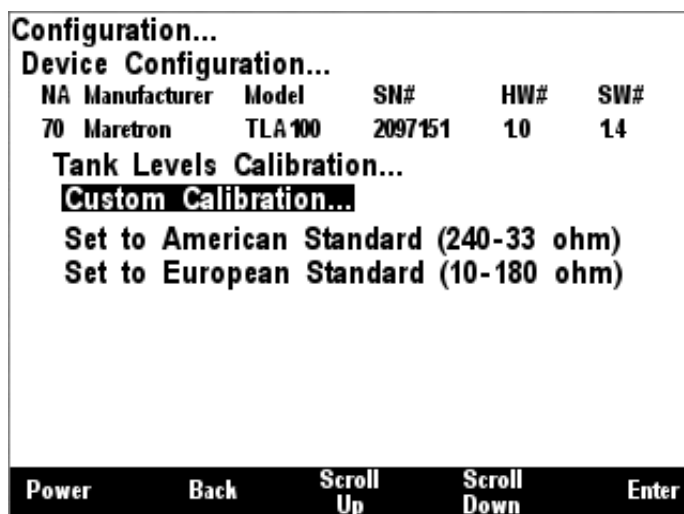 Configuration...
Device Configuration...
NA Manufacturer Model SN# HW# SW#
70 Maretron TLA100 2097151 1.0 1.4
Tank Levels Calibration...
Custom Calibration...
Set to American Standard (240-33 ohm)
Set to European Standard (10-180 ohm)
Power Back Scroll Up Scroll Down Enter